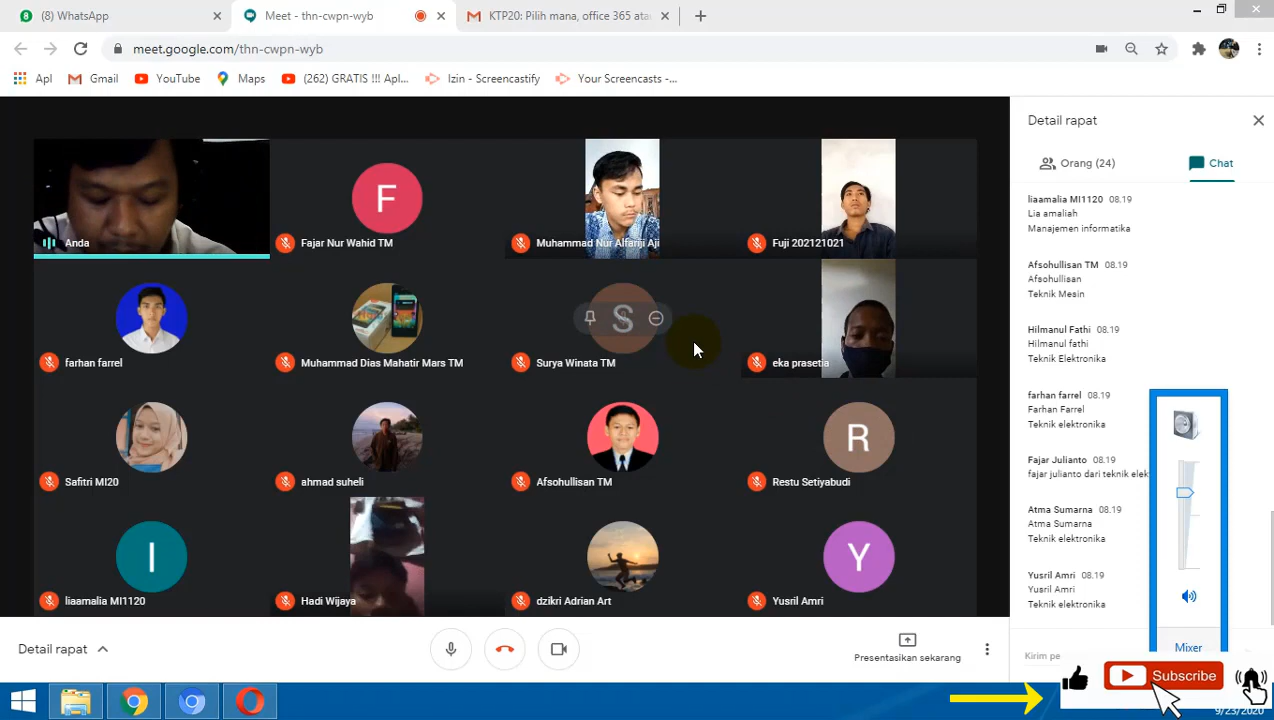 (8) WhatsApp
Meet - thn-cwpn-wyb
KTP20: Pilih mana, office 365 ata
meet.google.com/thn-cwpn-wyb
Apl
Gmail
YouTube
Maps
(262) GRATIS !!! Apl...
Izin - Screencastify
Your Screencasts -...
Anda
F
Fajar Nur Wahid TM
Muhammad Nur Alfariji Aji
Fuji 202121021
farhan farrel
Muhammad Dias Mahatir Mars TM
S
Surya Winata TM
eka prasetia
Safitri MI20
ahmad suheli
Afsohullisan TM
R
Restu Setiyabudi
I
liaamalia MI1120
Hadi Wijaya
dzikri Adrian Art
Y
Yusril Amri
Detail rapat
Orang (24)
Chat
liaamalia MI1120 08.19
Lia amaliah
Manajemen informatika
Afsohullisan TM 08.19
Afsohullisan
Teknik Mesin
Hilmanul Fathi 08.19
Hilmanul fathi
Teknik Elektronika
farhan farrel 08.19
Farhan Farrel
Teknik elektronika
Fajar Julianto 08.19
fajar julianto dari teknik elek
Atma Sumarna 08.19
Atma Sumarna
Teknik elektronika
Yusril Amri 08.19
Yusril Amri
Teknik elektronika
Kirim pe
Mixer
Detail rapat
Presentasikan sekarang
Subscribe
9/23/2020